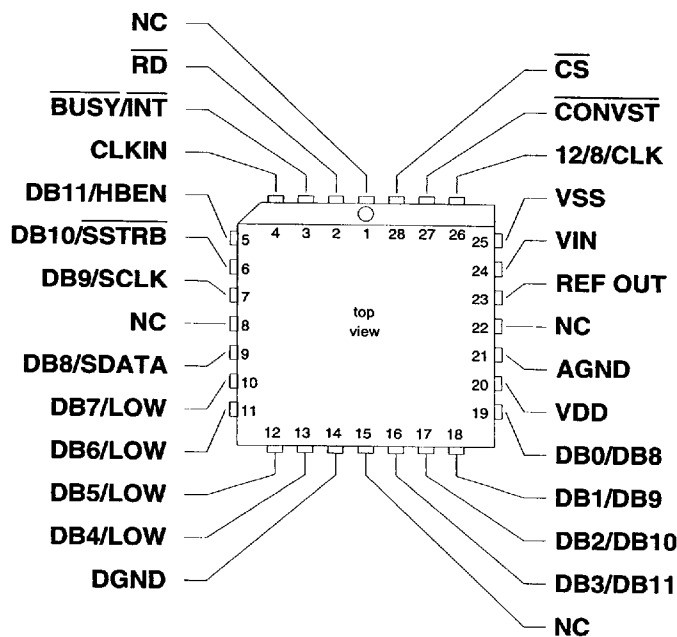 NC
RD
BUSY/INT
CLKIN
DB11/HBEN
DB10/SSTRB
DB9/SCLK
NC
DB8/SDATA
DB7/LOW
DB6/LOW
DB5/LOW
DB4/LOW
DGND
CS
CONVST
12/8/CLK
VSS
VIN
REF OUT
NC
AGND
VDD
DB0/DB8
DB1/DB9
DB2/DB10
DB3/DB11
NC
4 3 2 1 28 27 26
5
6
7
8
9
10
11
25
24
23
22
21
20
19
top
view
12 13 14 15 16 17 18